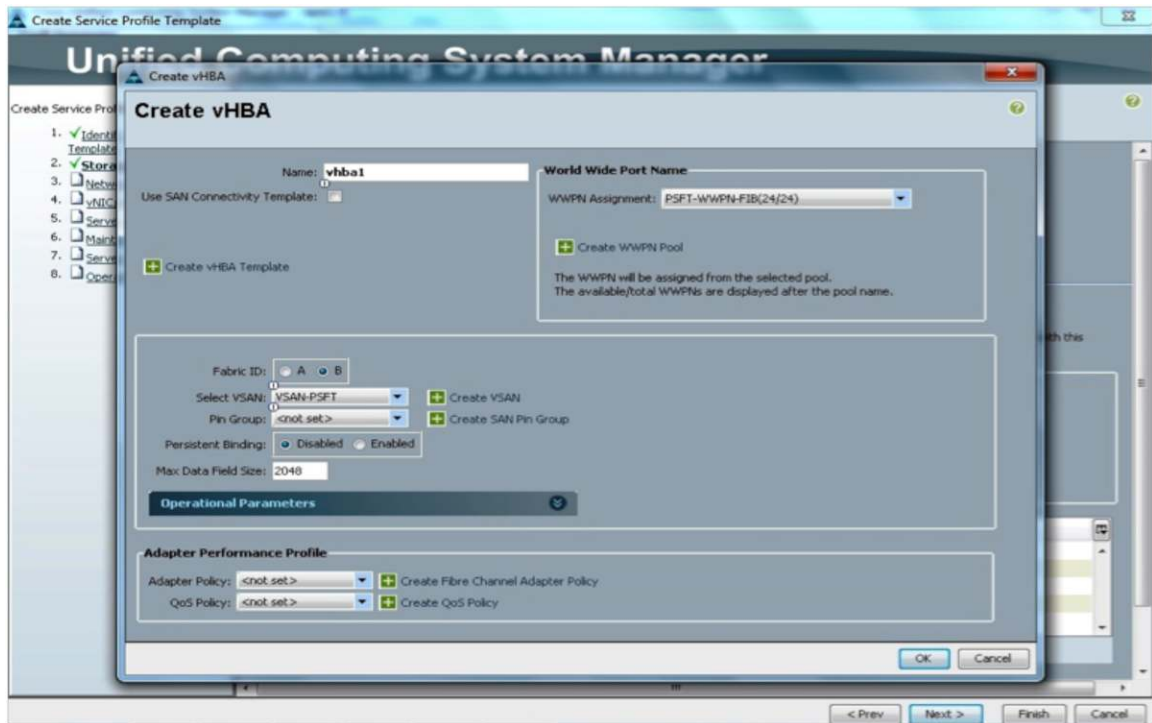 Create Service Profile Template
Unified Computing System Manager
Create vHBA
Create Service Prof
Create vHBA
1. Identi
Template
2. Stora
3. Netwo
4. vNIC/
5. Serve
6. Maint
7. Serve
8. Opera
Name: vhba1
Use SAN Connectivity Template:
Create vHBA Template
World Wide Port Name
WWPN Assignment: PSFT-WWPN-FIB(24/24)
Create WWPN Pool
The WWPN will be assigned from the selected pool.
The available/total WWPNs are displayed after the pool name.
ith this
Fabric ID: A B
Select VSAN: VSAN-PSFT Create VSAN
Pin Group: <not set> Create SAN Pin Group
Persistent Binding: Disabled Enabled
Max Data Field Size: 2048
Operational Parameters
Adapter Performance Profile
Adapter Policy: <not set> Create Fibre Channel Adapter Policy
QoS Policy: <not set> Create QoS Policy
OK Cancel
< Prev Next > Finish Cancel